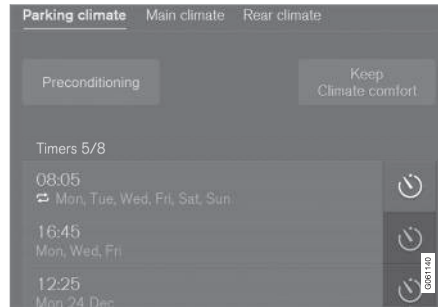 Parking climate Main climate Rear climate
Preconditioning
Keep
Climate comfort
Timers 5/8
08:05
Mon, Tue, Wed, Fri, Sat, Sun
16:45
Mon, Wed, Fri
12:25
Mon 24 Dec
G061140